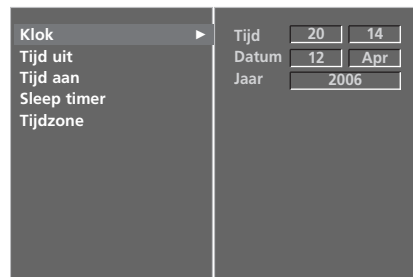 Klok ►
Tijd uit
Tijd aan
Sleep timer
Tijdzone
Tijd 20 14
Datum 12 Apr
Jaar 2006